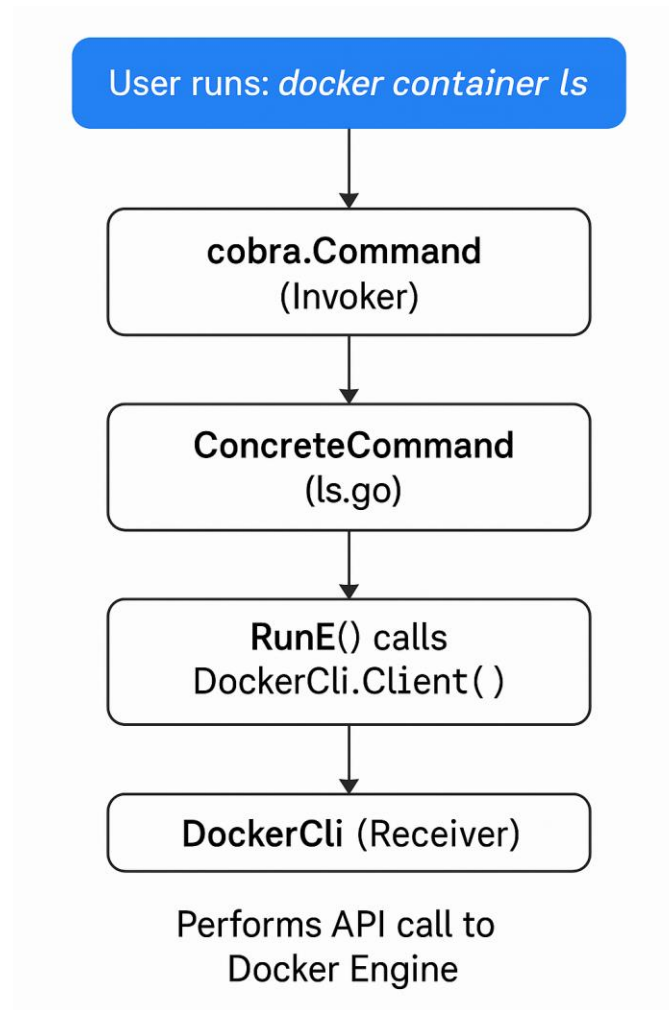 User runs: docker container ls
cobra.Command
(Invoker)
ConcreteCommand
(ls.go)
RunE() calls
DockerCli.Client()
DockerCli (Receiver)
Performs API call to
Docker Engine